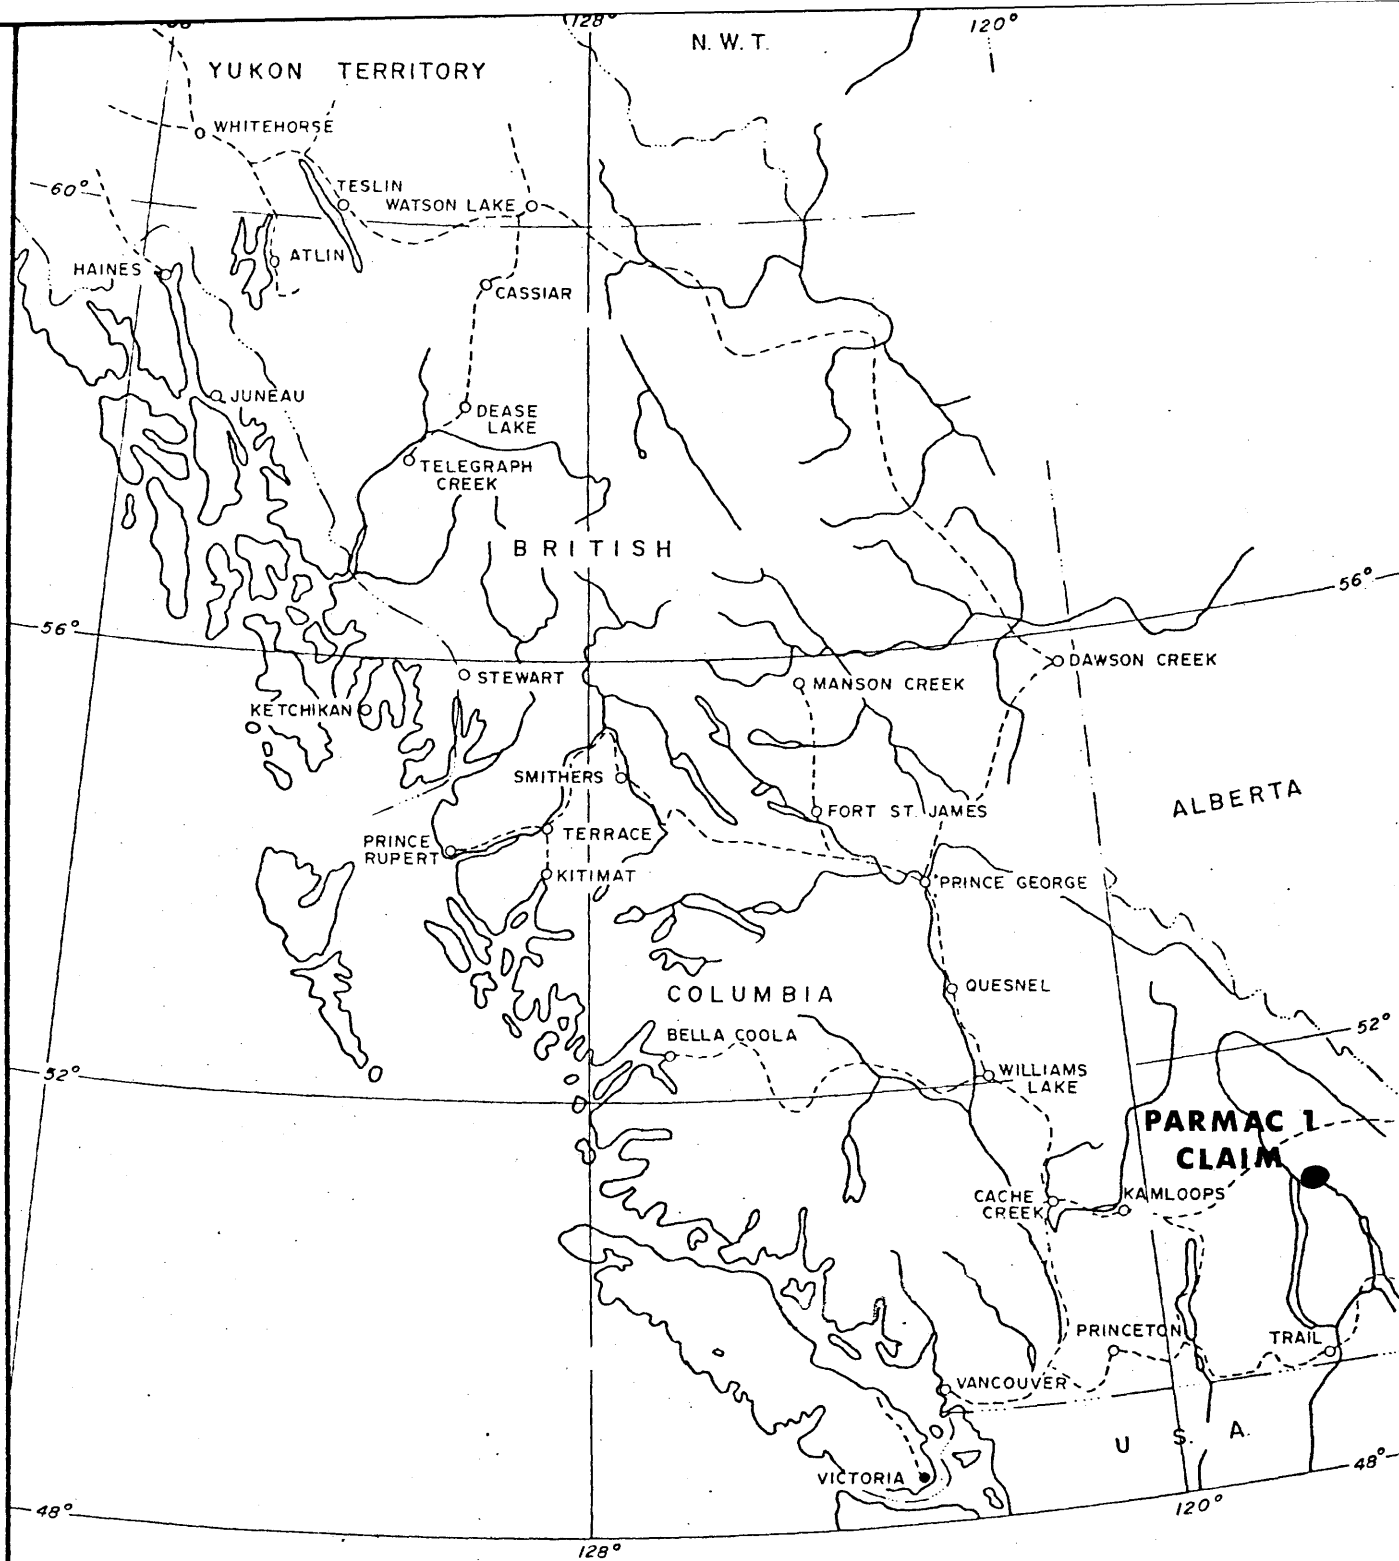 128°
120°
N. W. T.
YUKON TERRITORY
WHITEHORSE
60°
TESLIN
WATSON LAKE
ATLIN
HAINES
CASSIAR
JUNEAU
DEASE
LAKE
TELEGRAPH
CREEK
BRITISH
56°
56°
DAWSON CREEK
STEWART
MANSON CREEK
KETCHIKAN
SMITHERS
ALBERTA
FORT ST. JAMES
TERRACE
PRINCE
RUPERT
KITIMAT
PRINCE GEORGE
QUESNEL
COLUMBIA
52°
BELLA COOLA
52°
WILLIAMS
LAKE
PARMAC 1
CLAIM
CACHE
CREEK
KAMLOOPS
PRINCETON
TRAIL
VANCOUVER
U. S. A.
VICTORIA
48°
48°
120°
128°